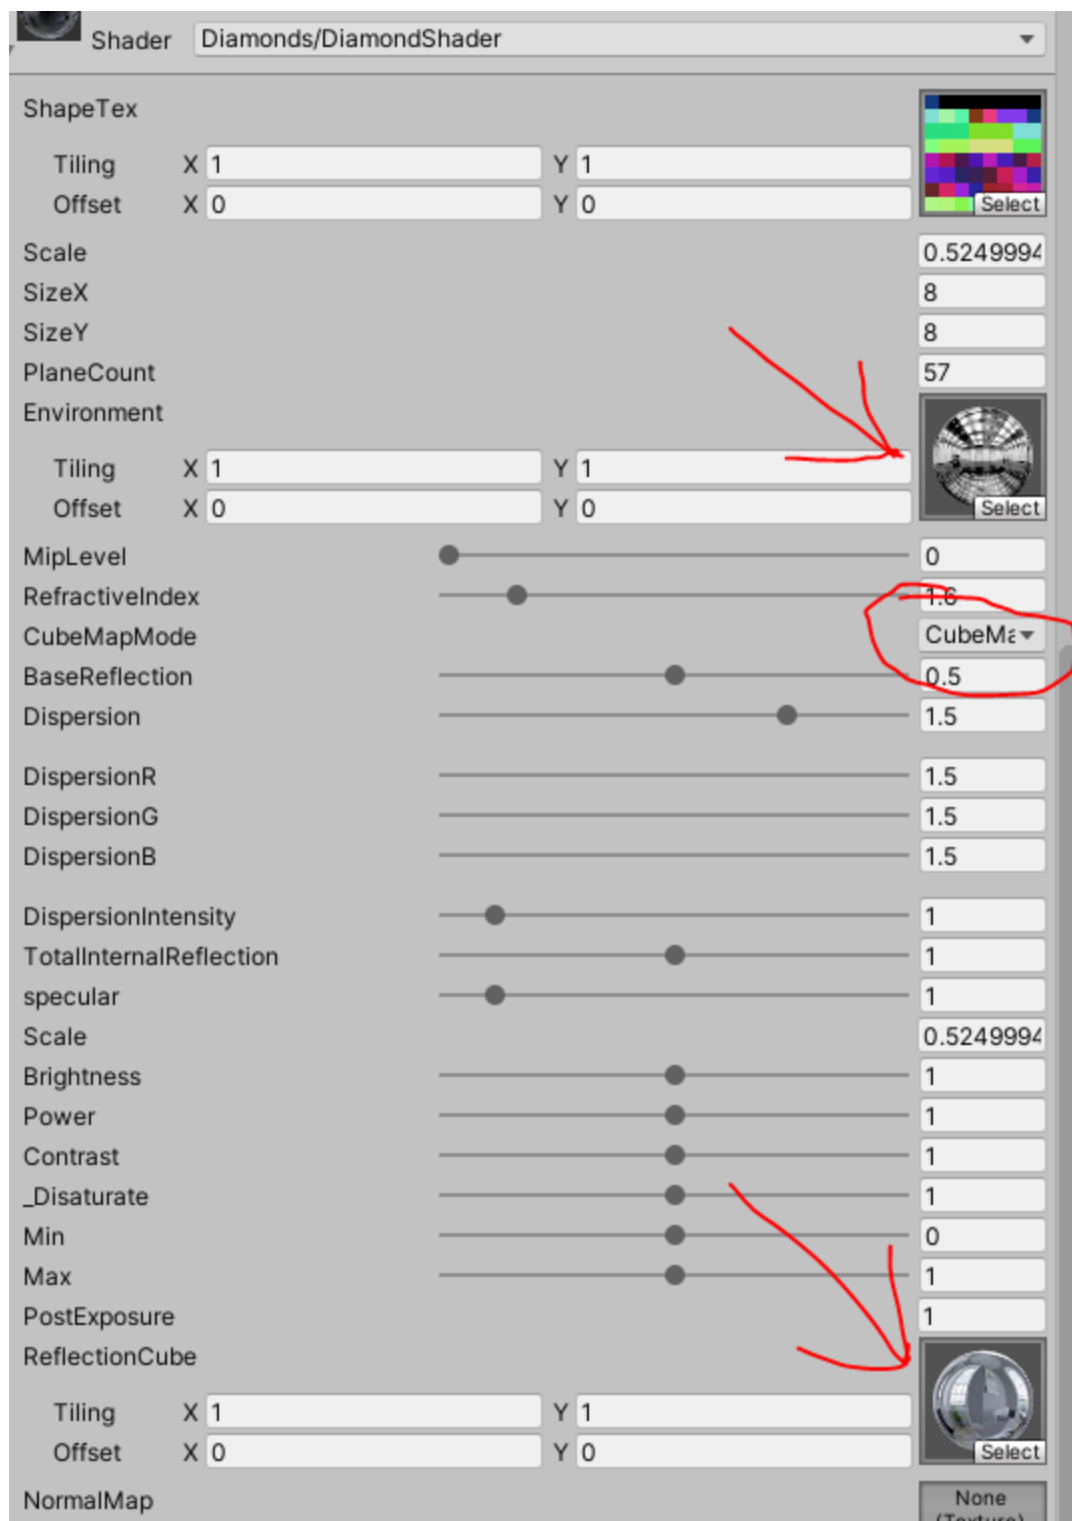 Shader Diamonds/DiamondShader
ShapeTex
Tiling X 1 Y 1
Offset X 0 Y 0
Select
Scale 0.5249994
SizeX 8
SizeY 8
PlaneCount 57
Environment
Tiling X 1 Y 1
Offset X 0 Y 0
Select
MipLevel 0
RefractiveIndex 1.6
CubeMapMode CubeMa
BaseReflection 0.5
Dispersion 1.5
DispersionR 1.5
DispersionG 1.5
DispersionB 1.5
DispersionIntensity 1
TotalInternalReflection 1
specular 1
Scale 0.5249994
Brightness 1
Power 1
Contrast 1
_Disaturate 1
Min 0
Max 1
PostExposure 1
ReflectionCube
Tiling X 1 Y 1
Offset X 0 Y 0
Select
NormalMap None
(Texture)